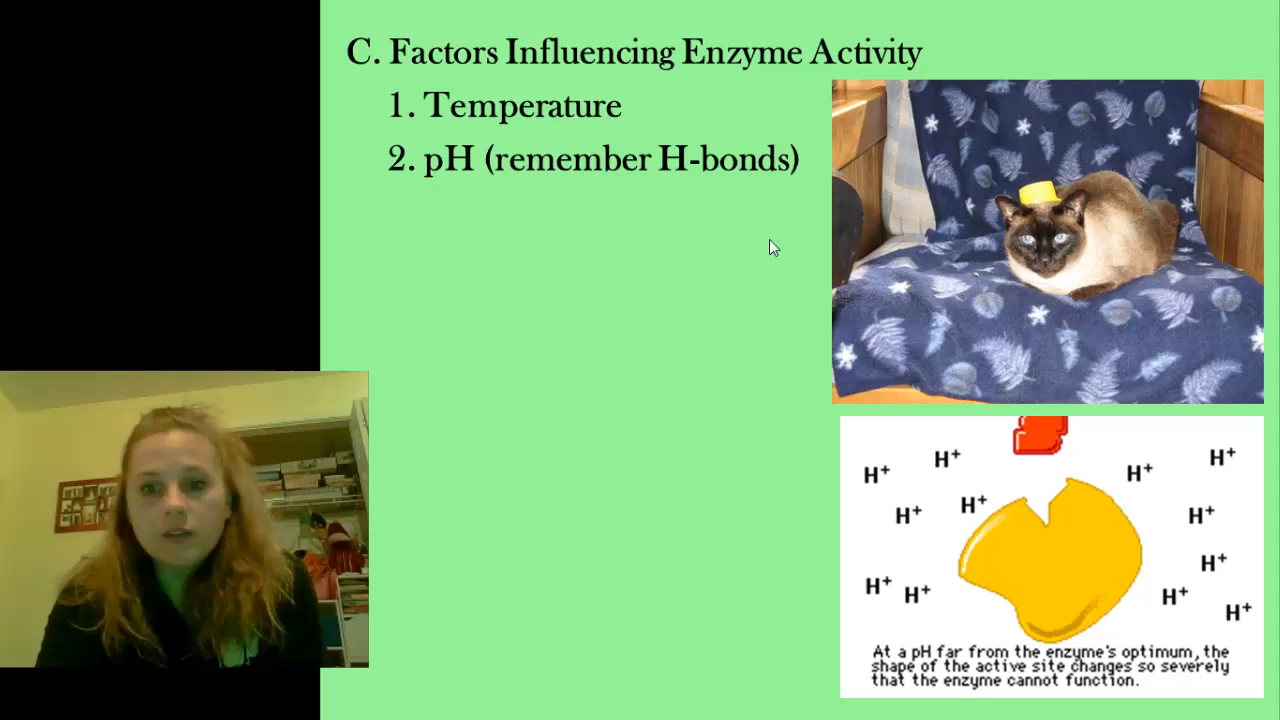 C. Factors Influencing Enzyme Activity
1. Temperature
2. pH (remember H-bonds)
H+ H+ H+ H+
H+ H+ H+
H+ H+ H+ H+
H+
At a pH far from the enzyme's optimum, the
shape of the active site changes so severely
that the enzyme cannot function.